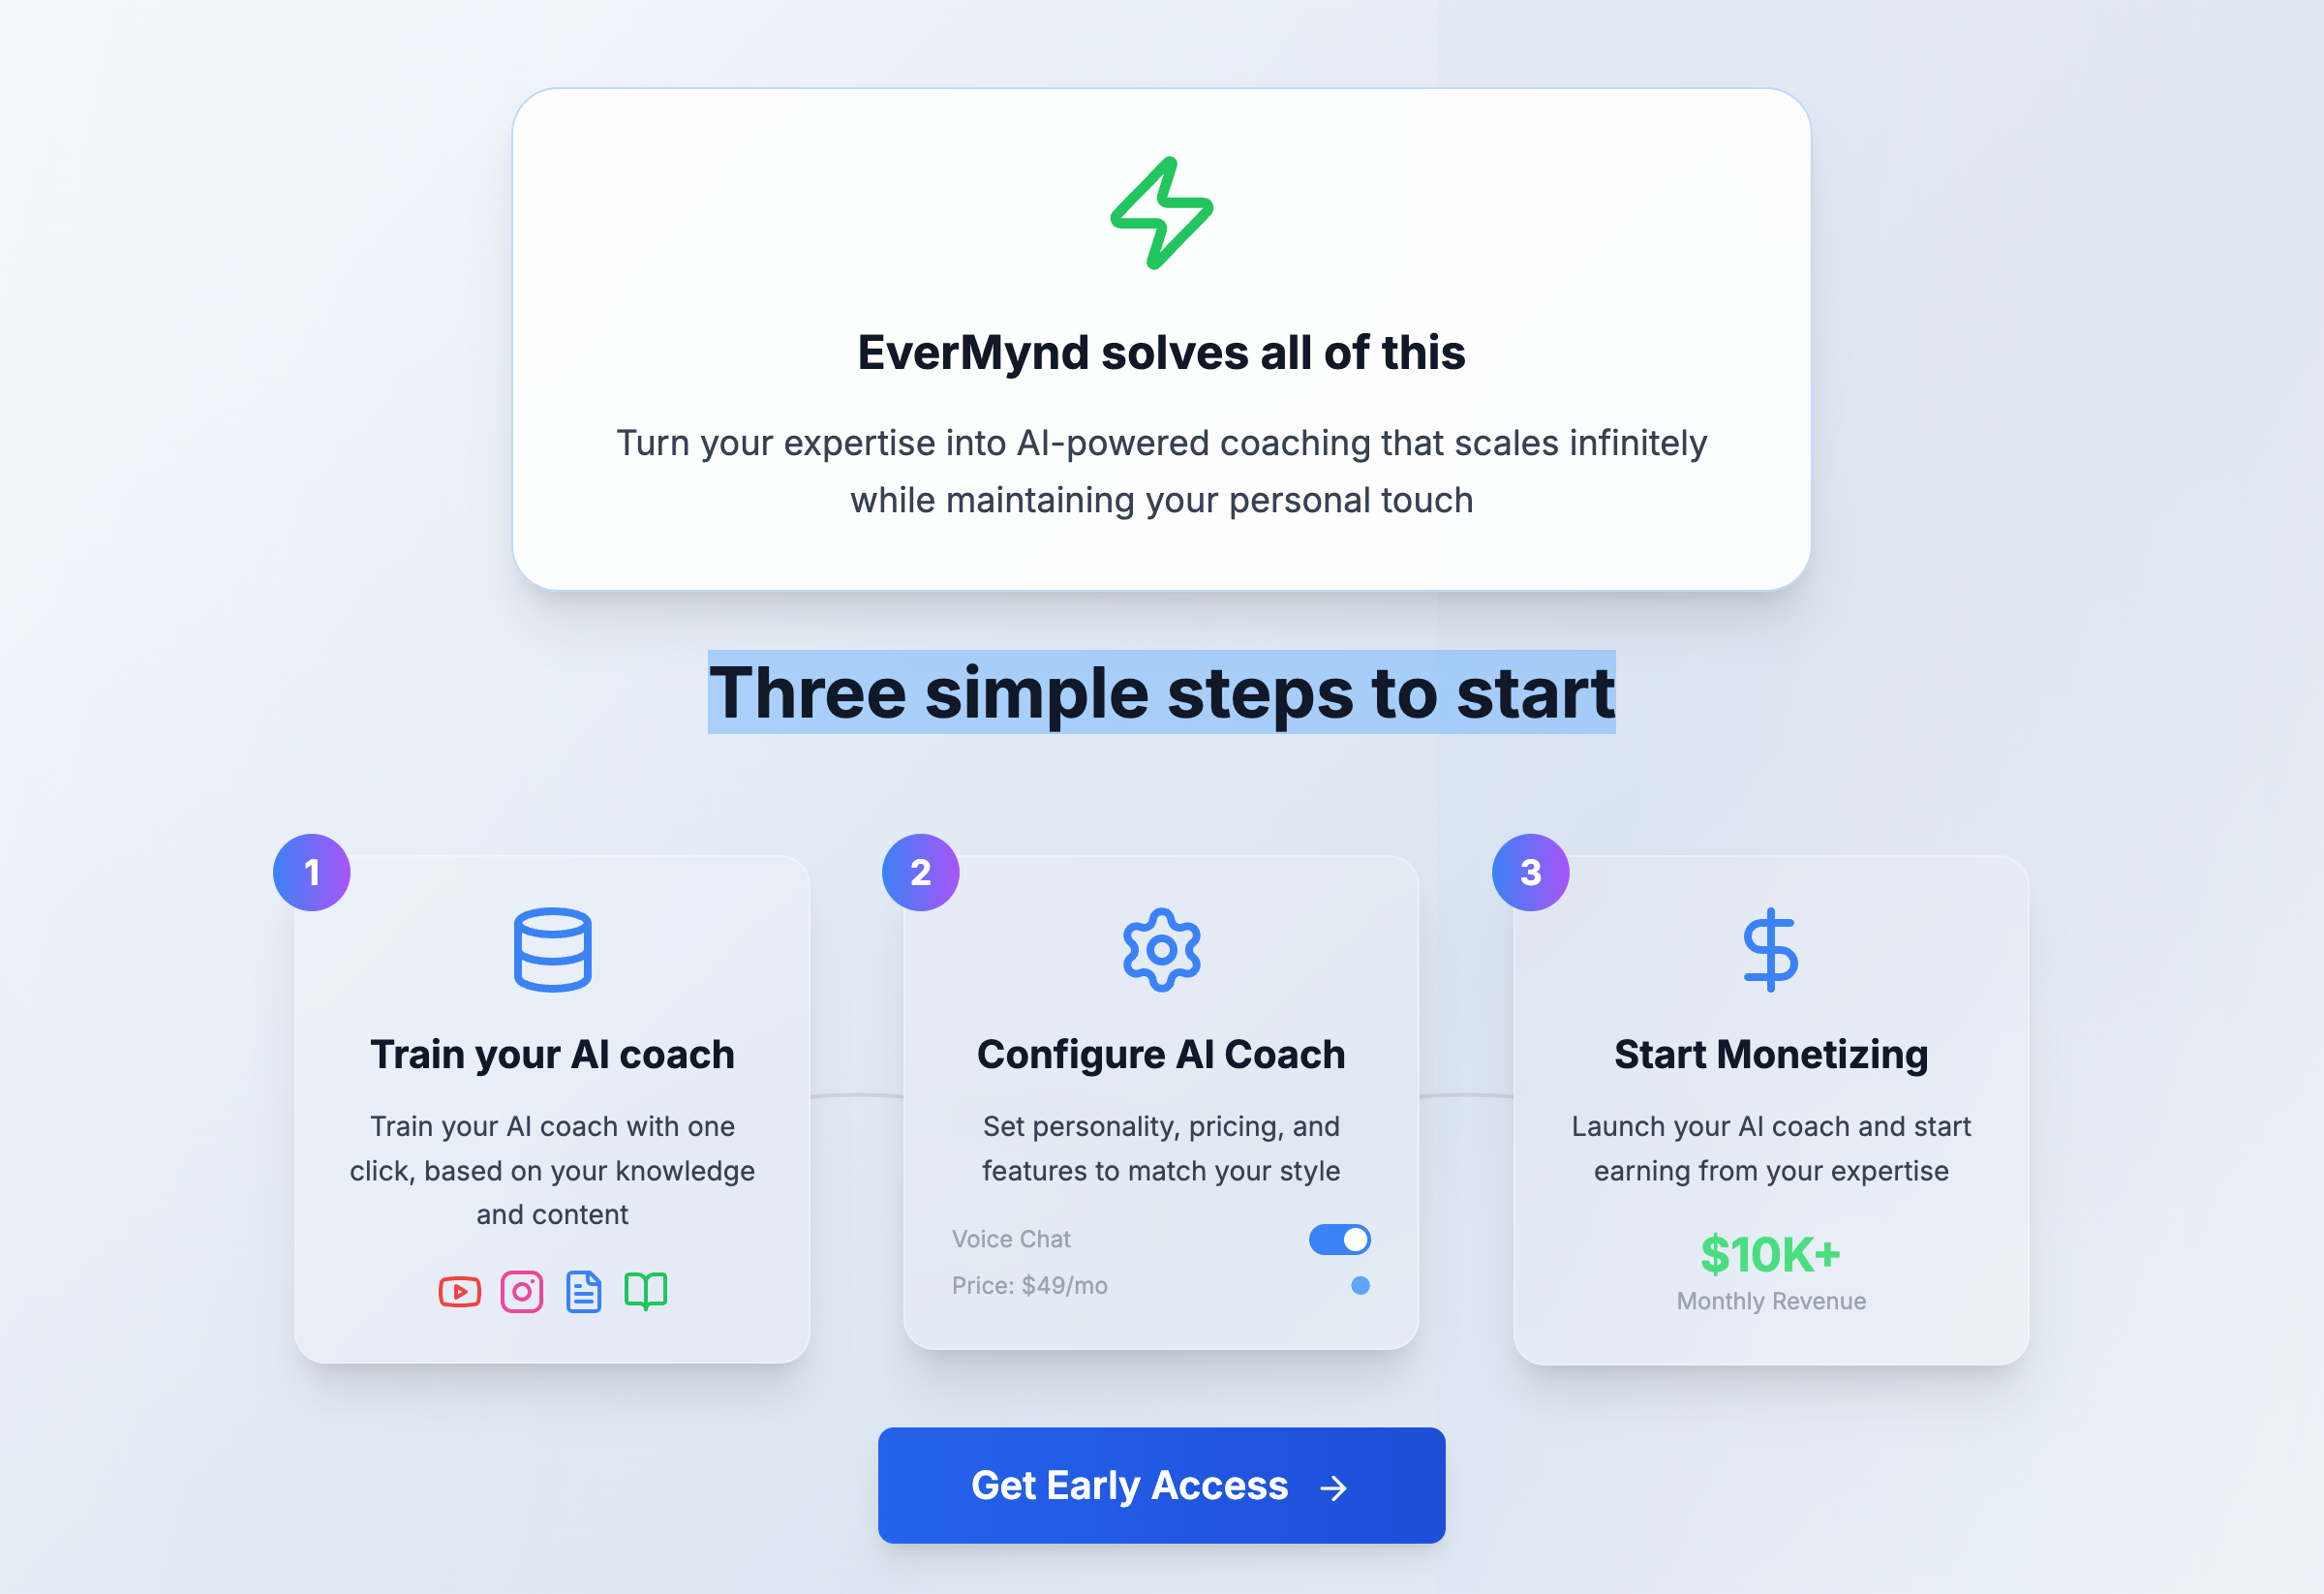 EverMynd solves all of this
Turn your expertise into AI-powered coaching that scales infinitely
while maintaining your personal touch
Three simple steps to start
1
Train your AI coach
Train your AI coach with one
click, based on your knowledge
and content
2
Configure AI Coach
Set personality, pricing, and
features to match your style
Voice Chat
Price: $49/mo
3
Start Monetizing
Launch your AI coach and start
earning from your expertise
$10K+
Monthly Revenue
Get Early Access